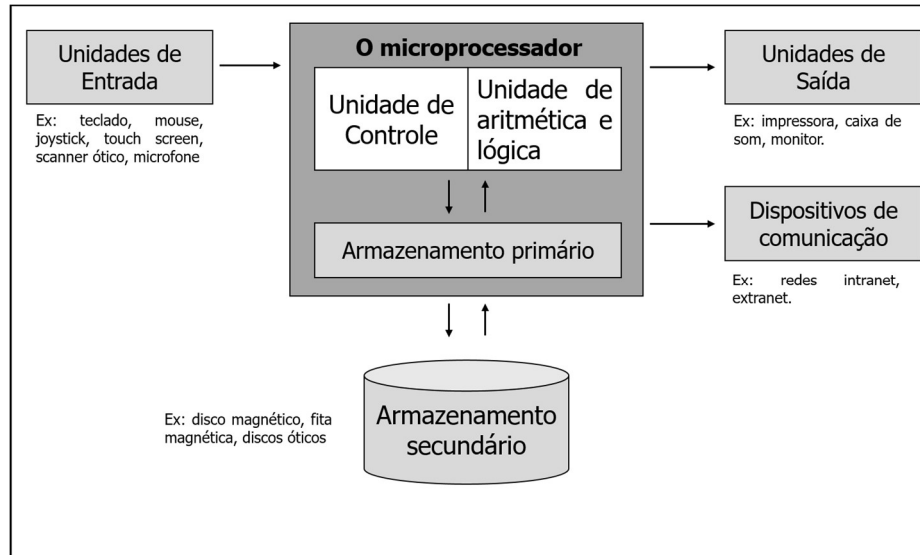 Unidades de
Entrada
Ex: teclado, mouse,
joystick, touch screen,
scanner ótico, microfone
O microprocessador
Unidade de
Controle
Unidade de
aritmética e
lógica
Armazenamento primário
Unidades de
Saída
Ex: impressora, caixa de
som, monitor.
Dispositivos de
comunicação
Ex: redes intranet,
extranet.
Ex: disco magnético, fita
magnética, discos óticos
Armazenamento
secundário